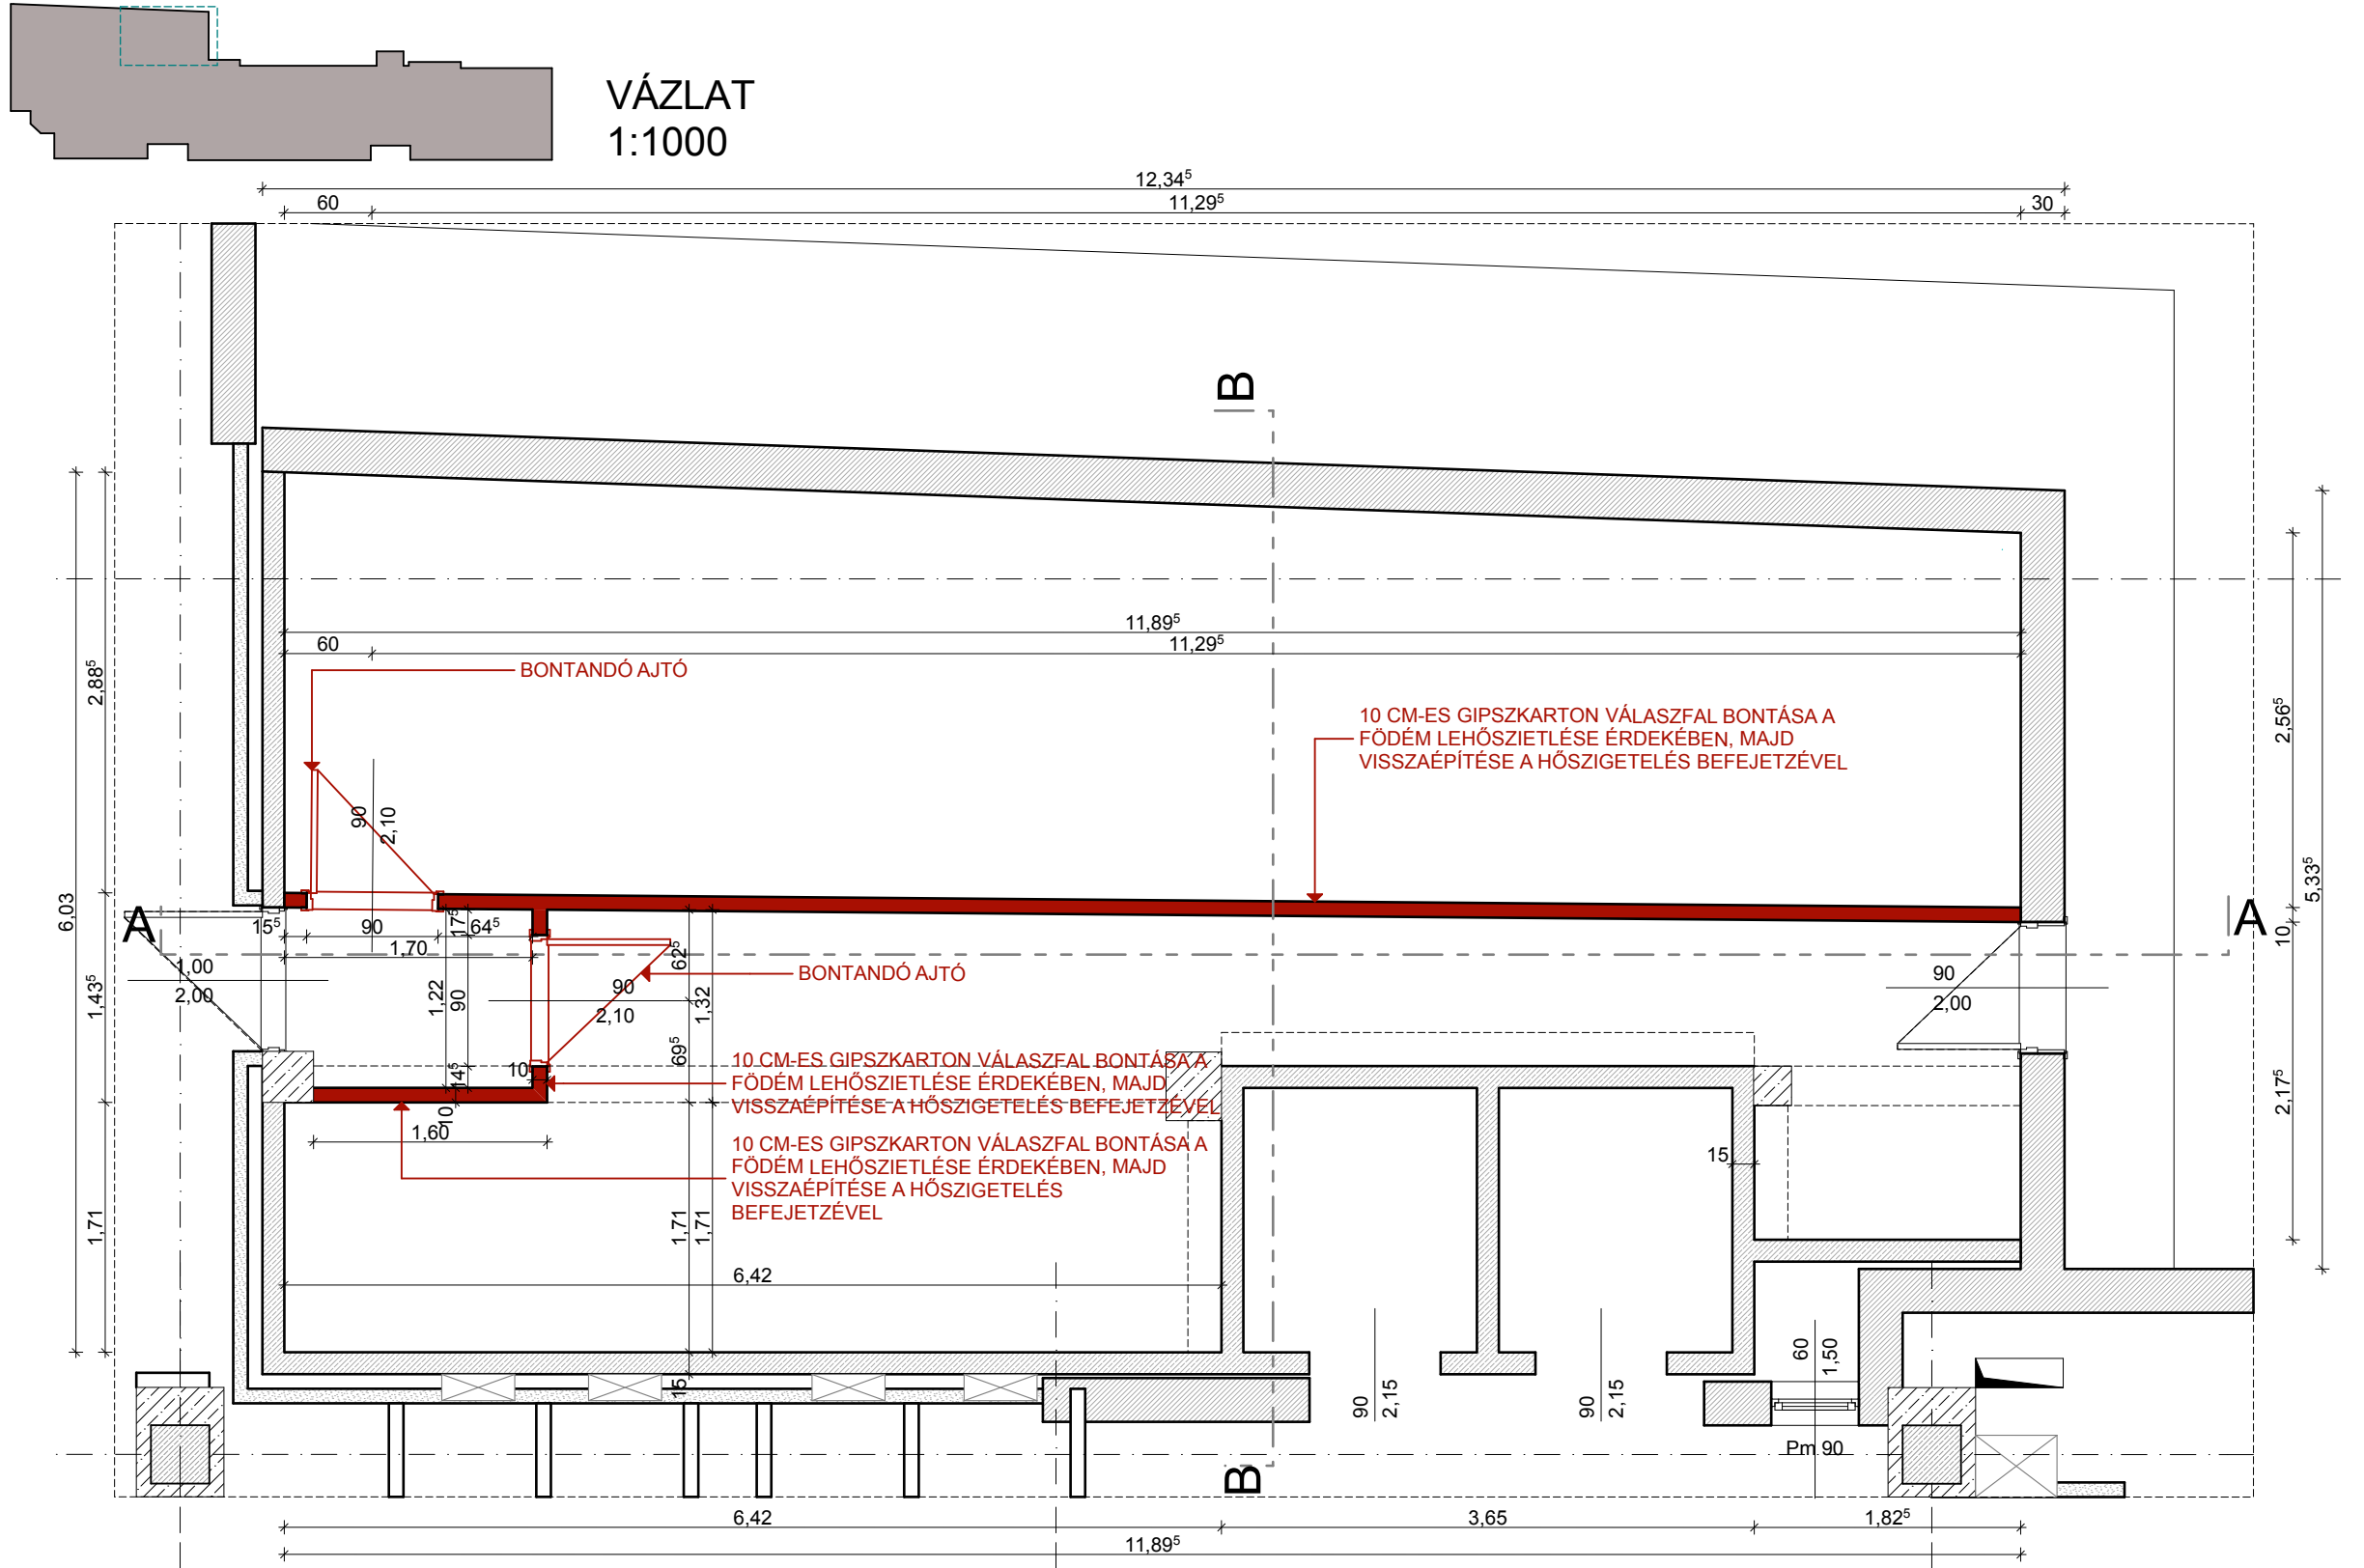 VÁZLAT
1:1000
12,34⁵
60
11,29⁵
30
B
11,89⁵
60
11,29⁵
BONTANDÓ AJTÓ
10 CM-ES GIPSZKARTON VÁLASZFAL BONTÁSA A
FÖDÉM LEHŐSZIETLÉSE ÉRDEKÉBEN, MAJD
VISSZAÉPÍTÉSE A HŐSZIGETELÉS BEFEJETZÉVEL
2,88⁵
2,56⁵
90
2,10
6,03
5,33⁵
A
15⁵
90
64⁵
17⁵
1,70
62⁵
A
10
1,00
2,00
1,43⁵
1,22
90
90
2,10
1,32
BONTANDÓ AJTÓ
90
2,00
69⁵
10
14⁵
10
10 CM-ES GIPSZKARTON VÁLASZFAL BONTÁSA A
FÖDÉM LEHŐSZIETLÉSE ÉRDEKÉBEN, MAJD
VISSZAÉPÍTÉSE A HŐSZIGETELÉS BEFEJETZÉVEL
2,17⁵
1,60
10 CM-ES GIPSZKARTON VÁLASZFAL BONTÁSA A
FÖDÉM LEHŐSZIETLÉSE ÉRDEKÉBEN, MAJD
VISSZAÉPÍTÉSE A HŐSZIGETELÉS
BEFEJETZÉVEL
15
1,71
1,71
1,71
6,42
15
90
2,15
90
2,15
60
1,50
Pm 90
B
6,42
3,65
1,82⁵
11,89⁵